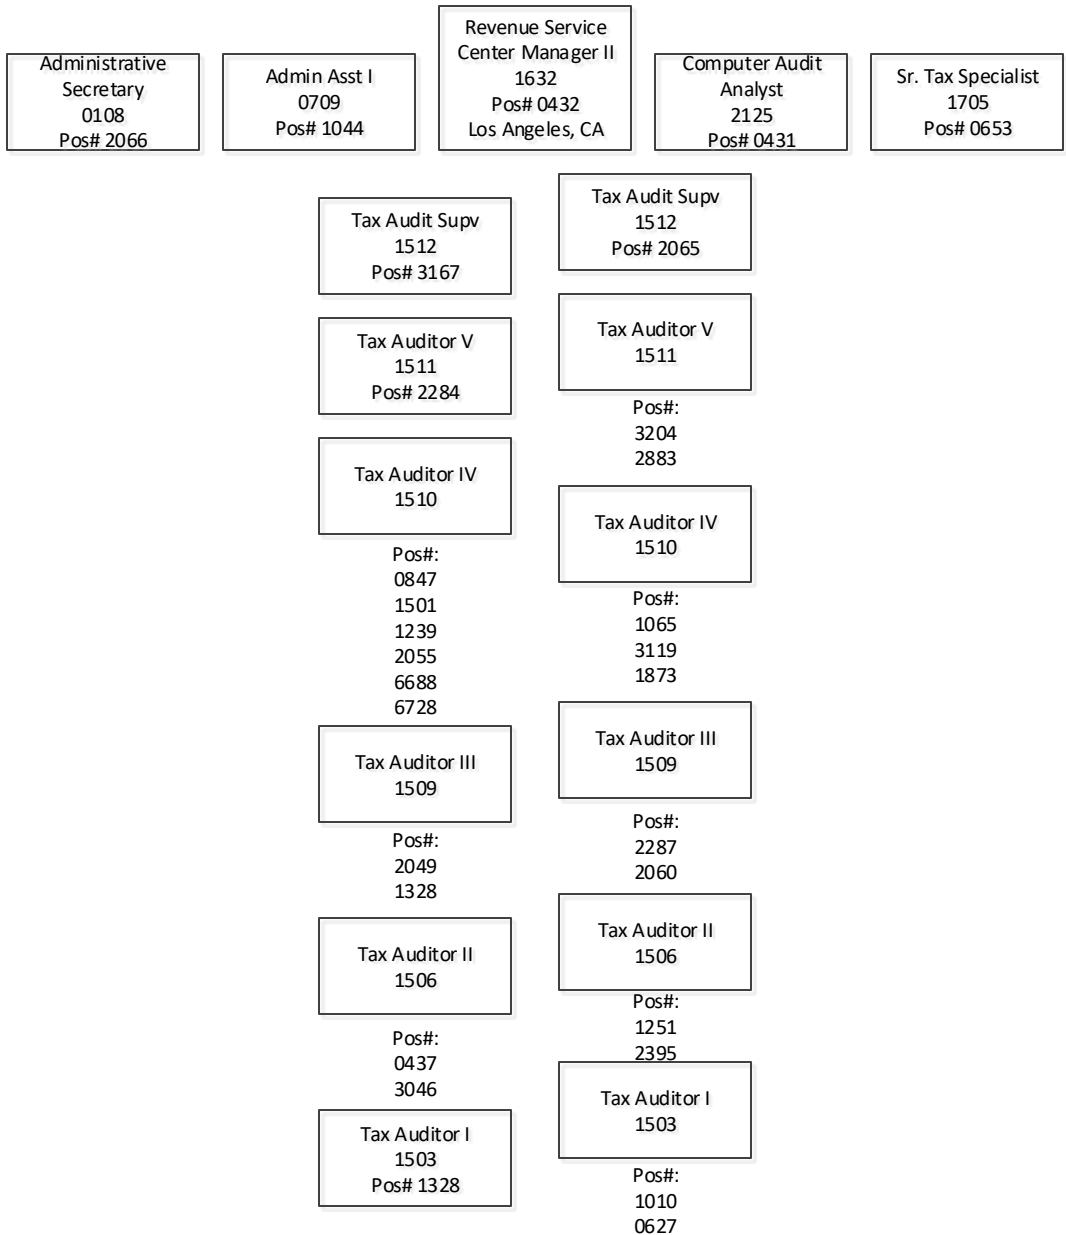 Administrative
Secretary
0108
Pos# 2066
Admin Asst I
0709
Pos# 1044
Revenue Service
Center Manager II
1632
Pos# 0432
Los Angeles, CA
Computer Audit
Analyst
2125
Pos# 0431
Sr. Tax Specialist
1705
Pos# 0653
Tax Audit Supv
1512
Pos# 3167
Tax Auditor V
1511
Pos# 2284
Tax Auditor IV
1510
Pos#:
0847
1501
1239
2055
6688
6728
Tax Auditor III
1509
Pos#:
2049
1328
Tax Auditor II
1506
Pos#:
0437
3046
Tax Auditor I
1503
Pos# 1328
Tax Audit Supv
1512
Pos# 2065
Tax Auditor V
1511
Pos#:
3204
2883
Tax Auditor IV
1510
Pos#:
1065
3119
1873
Tax Auditor III
1509
Pos#:
2287
2060
Tax Auditor II
1506
Pos#:
1251
2395
Tax Auditor I
1503
Pos#:
1010
0627